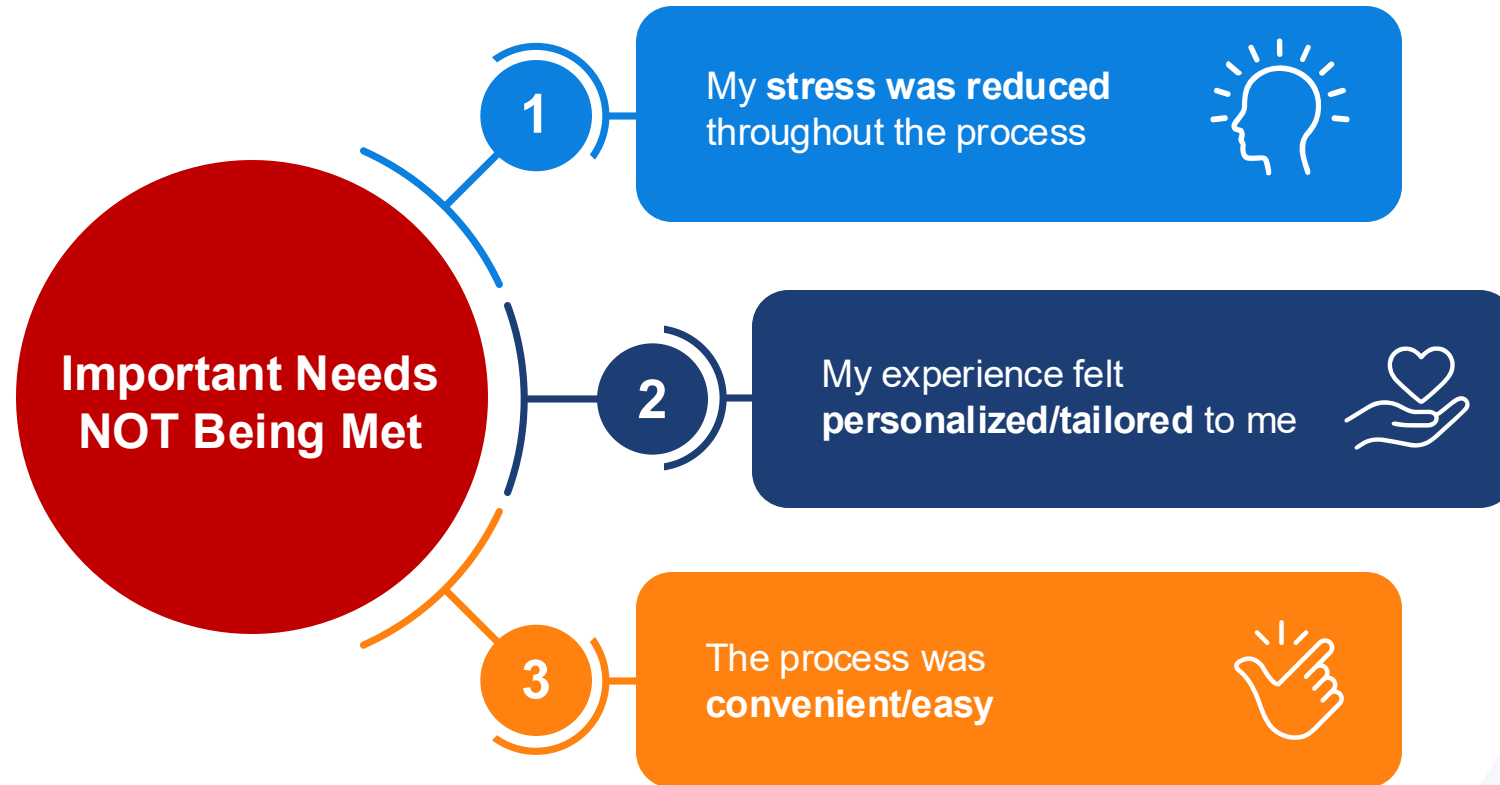 Important Needs
NOT Being Met
1
My stress was reduced
throughout the process
2
My experience felt
personalized/tailored to me
3
The process was
convenient/easy